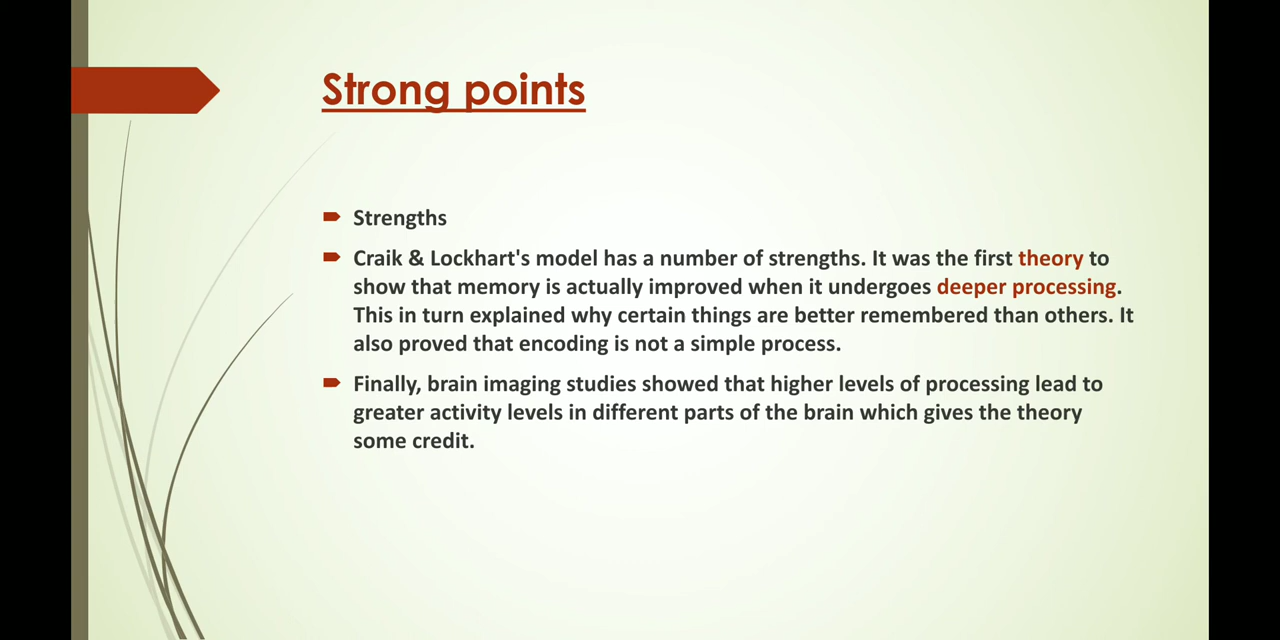 Strong points
Strengths
Craik & Lockhart's model has a number of strengths. It was the first theory to
show that memory is actually improved when it undergoes deeper processing.
This in turn explained why certain things are better remembered than others. It
also proved that encoding is not a simple process.
Finally, brain imaging studies showed that higher levels of processing lead to
greater activity levels in different parts of the brain which gives the theory
some credit.